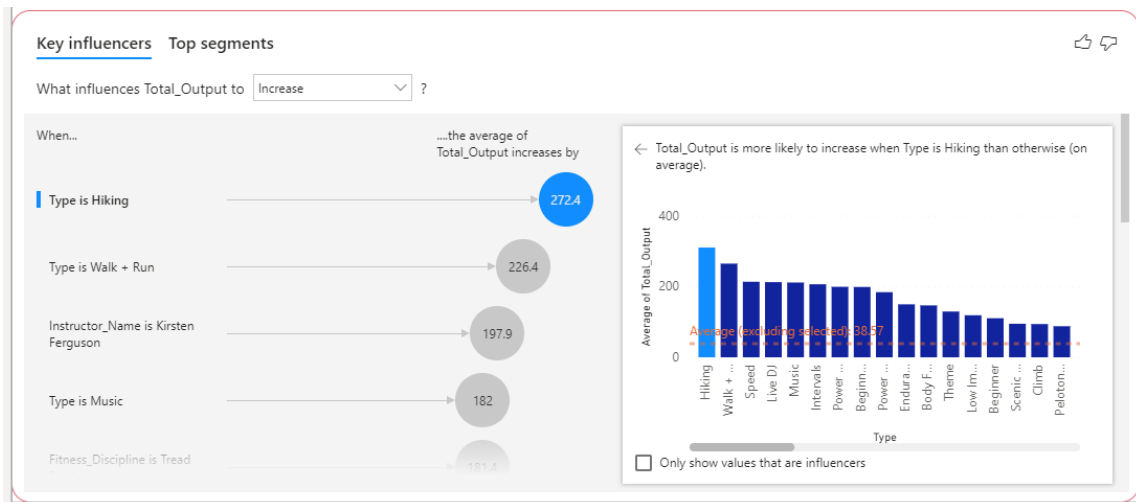 Key influencers Top segments
What influences Total_Output to Increase ?
When...
....the average of
Total_Output increases by
Type is Hiking
272.4
Type is Walk + Run
226.4
Instructor_Name is Kirsten
Ferguson
197.9
Type is Music
182
Fitness_Discipline is Tread
181.4
← Total_Output is more likely to increase when Type is Hiking than otherwise (on
average).
Average of Total_Output
400
200
0
Average (excluding selected): 38.57
Hiking
Walk + ...
Speed
Live DJ
Music
Intervals
Power ...
Beginn...
Power ...
Endura...
Body F...
Theme
Low Im...
Beginner
Scenic ...
Climb
Peloton...
Type
Only show values that are influencers